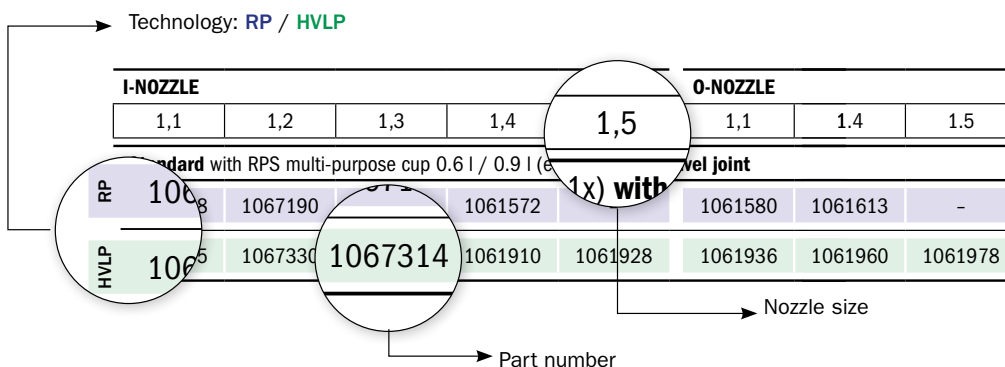 Technology: RP / HVLP
I-NOZZLE O-NOZZLE
1,1 1,2 1,3 1,4 1,5 1,1 1.4 1.5
with RPS multi-purpose cup 0.6 l / 0.9 l joint
1x) with
RP 1067190 1061572 1061580 1061613 –
HVLP 1067330 1067314 1061910 1061928 1061936 1061960 1061978
Nozzle size
Part number